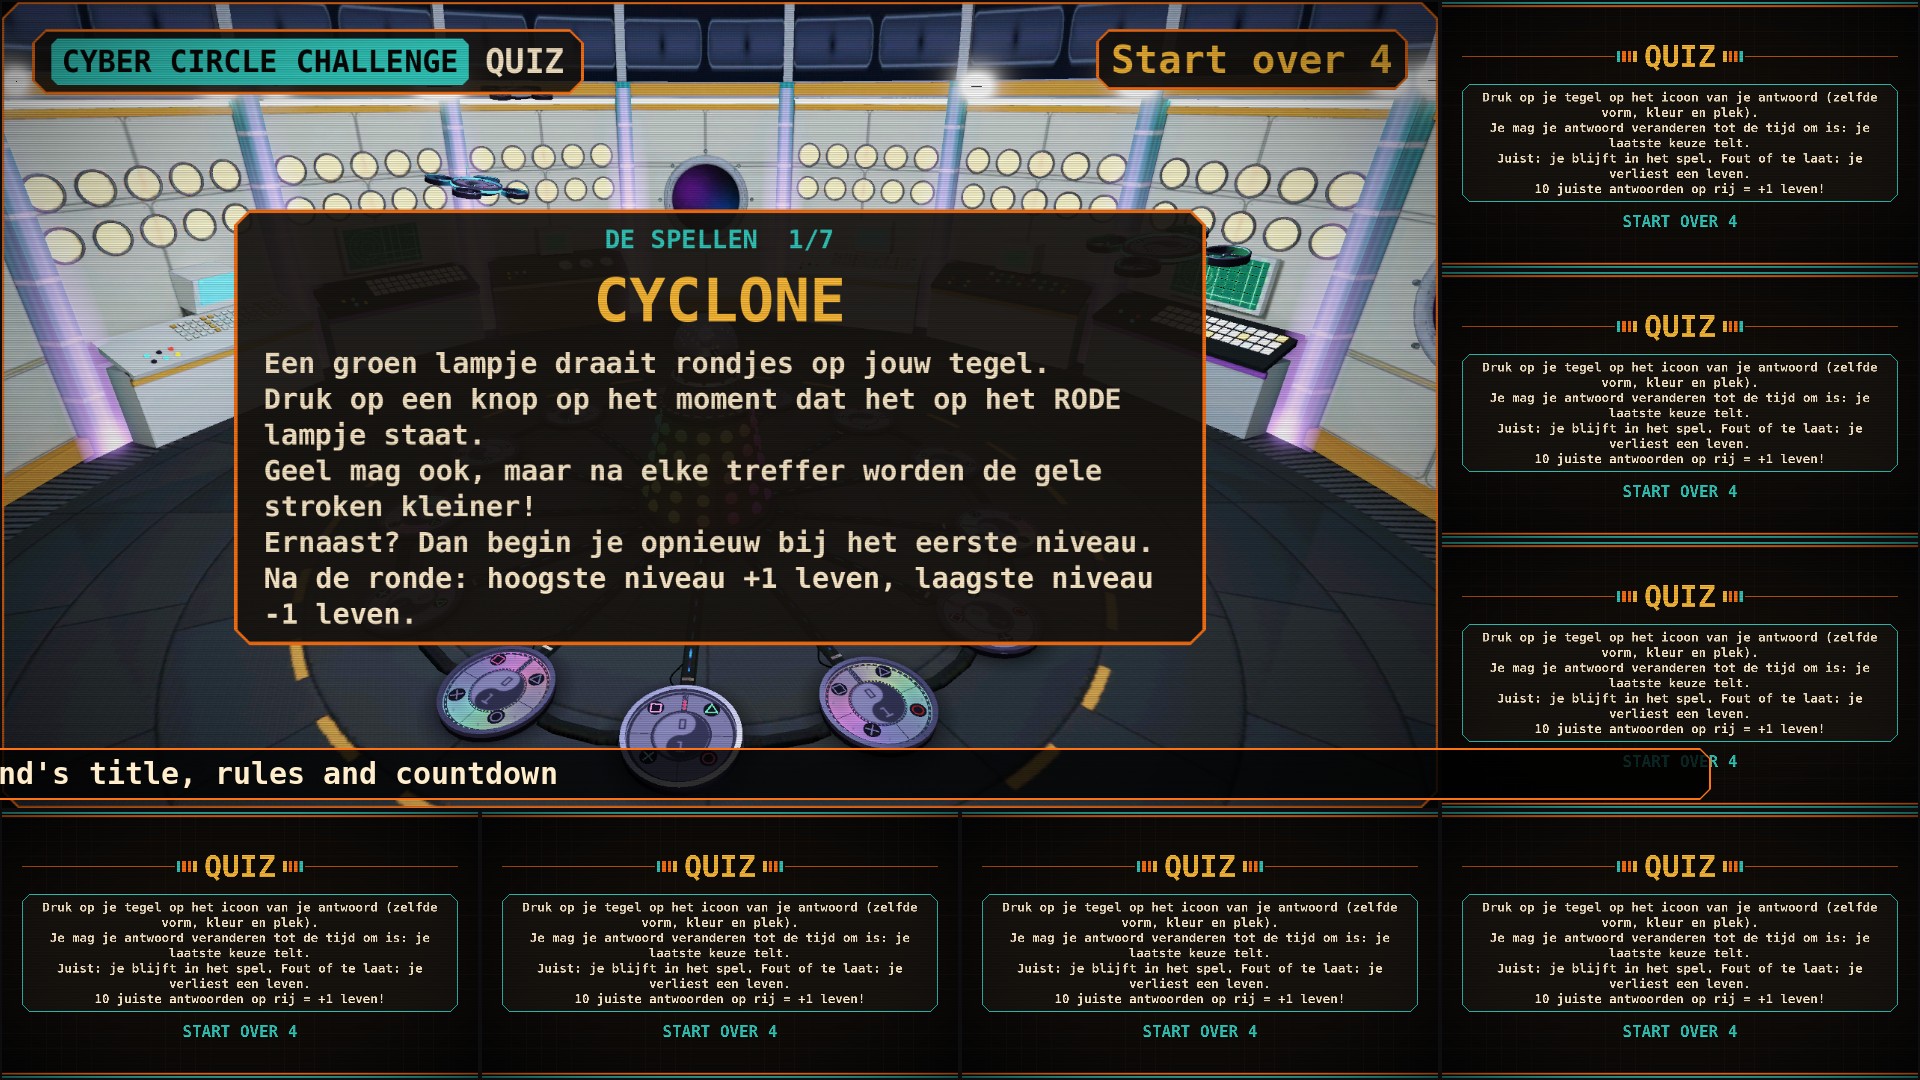 CYBER CIRCLE CHALLENGE QUIZ
Start over 4
DE SPELLEN 1/7
CYCLONE
Een groen lampje draait rondjes op jouw tegel.
Druk op een knop op het moment dat het op het RODE
lampje staat.
Geel mag ook, maar na elke treffer worden de gele
stroken kleiner!
Ernaast? Dan begin je opnieuw bij het eerste niveau.
Na de ronde: hoogste niveau +1 leven, laagste niveau
-1 leven.
nd's title, rules and countdown
QUIZ
Druk op je tegel op het icoon van je antwoord (zelfde
vorm, kleur en plek).
Je mag je antwoord veranderen tot de tijd om is: je
laatste keuze telt.
Juist: je blijft in het spel. Fout of te laat: je
verliest een leven.
10 juiste antwoorden op rij = +1 leven!
START OVER 4
QUIZ
Druk op je tegel op het icoon van je antwoord (zelfde
vorm, kleur en plek).
Je mag je antwoord veranderen tot de tijd om is: je
laatste keuze telt.
Juist: je blijft in het spel. Fout of te laat: je
verliest een leven.
10 juiste antwoorden op rij = +1 leven!
START OVER 4
QUIZ
Druk op je tegel op het icoon van je antwoord (zelfde
vorm, kleur en plek).
Je mag je antwoord veranderen tot de tijd om is: je
laatste keuze telt.
Juist: je blijft in het spel. Fout of te laat: je
verliest een leven.
10 juiste antwoorden op rij = +1 leven!
START OVER 4
QUIZ
Druk op je tegel op het icoon van je antwoord (zelfde
vorm, kleur en plek).
Je mag je antwoord veranderen tot de tijd om is: je
laatste keuze telt.
Juist: je blijft in het spel. Fout of te laat: je
verliest een leven.
10 juiste antwoorden op rij = +1 leven!
START OVER 4
QUIZ
Druk op je tegel op het icoon van je antwoord (zelfde
vorm, kleur en plek).
Je mag je antwoord veranderen tot de tijd om is: je
laatste keuze telt.
Juist: je blijft in het spel. Fout of te laat: je
verliest een leven.
10 juiste antwoorden op rij = +1 leven!
START OVER 4
QUIZ
Druk op je tegel op het icoon van je antwoord (zelfde
vorm, kleur en plek).
Je mag je antwoord veranderen tot de tijd om is: je
laatste keuze telt.
Juist: je blijft in het spel. Fout of te laat: je
verliest een leven.
10 juiste antwoorden op rij = +1 leven!
START OVER 4
QUIZ
Druk op je tegel op het icoon van je antwoord (zelfde
vorm, kleur en plek).
Je mag je antwoord veranderen tot de tijd om is: je
laatste keuze telt.
Juist: je blijft in het spel. Fout of te laat: je
verliest een leven.
10 juiste antwoorden op rij = +1 leven!
START OVER 4